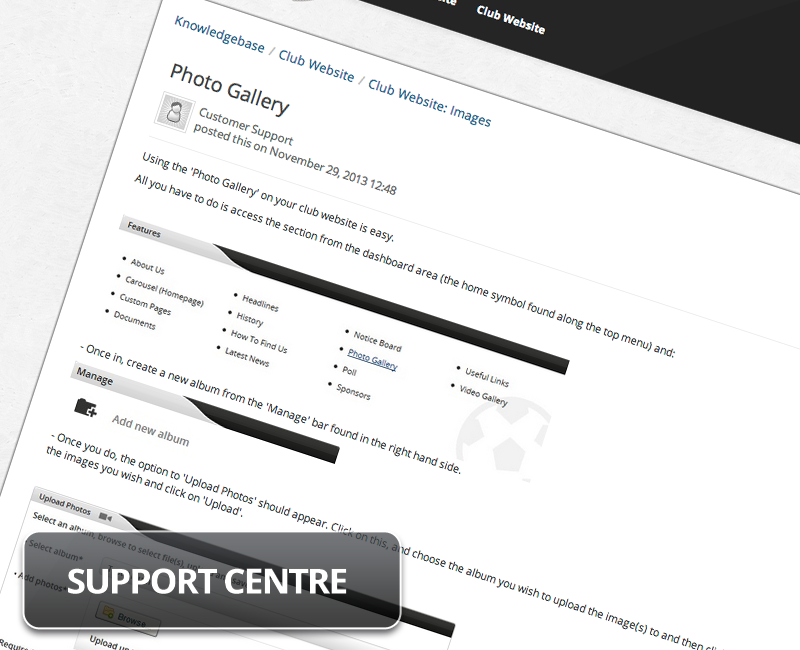 Club Website
Knowledgebase / Club Website / Club Website: Images
Photo Gallery
Customer Support
posted this on November 29, 2013 12:48
Using the 'Photo Gallery' on your club website is easy.
All you have to do is access the section from the dashboard area (the home symbol found along the top menu) and:
Features
• About Us
• Carousel (Homepage)
• Custom Pages
• Documents
• Headlines
• History
• How To Find Us
• Latest News
• Notice Board
• Photo Gallery
• Poll
• Sponsors
• Useful Links
• Video Gallery
- Once in, create a new album from the 'Manage' bar found in the right hand side.
Manage
Add new album
- Once you do, the option to 'Upload Photos' should appear. Click on this, and choose the album you wish to upload the image(s) to and then
the images you wish and click on 'Upload'.
Upload Photos
Select an album, browse to select file(s), upload and
Select album*
• Add photos*
Browse
SUPPORT CENTRE